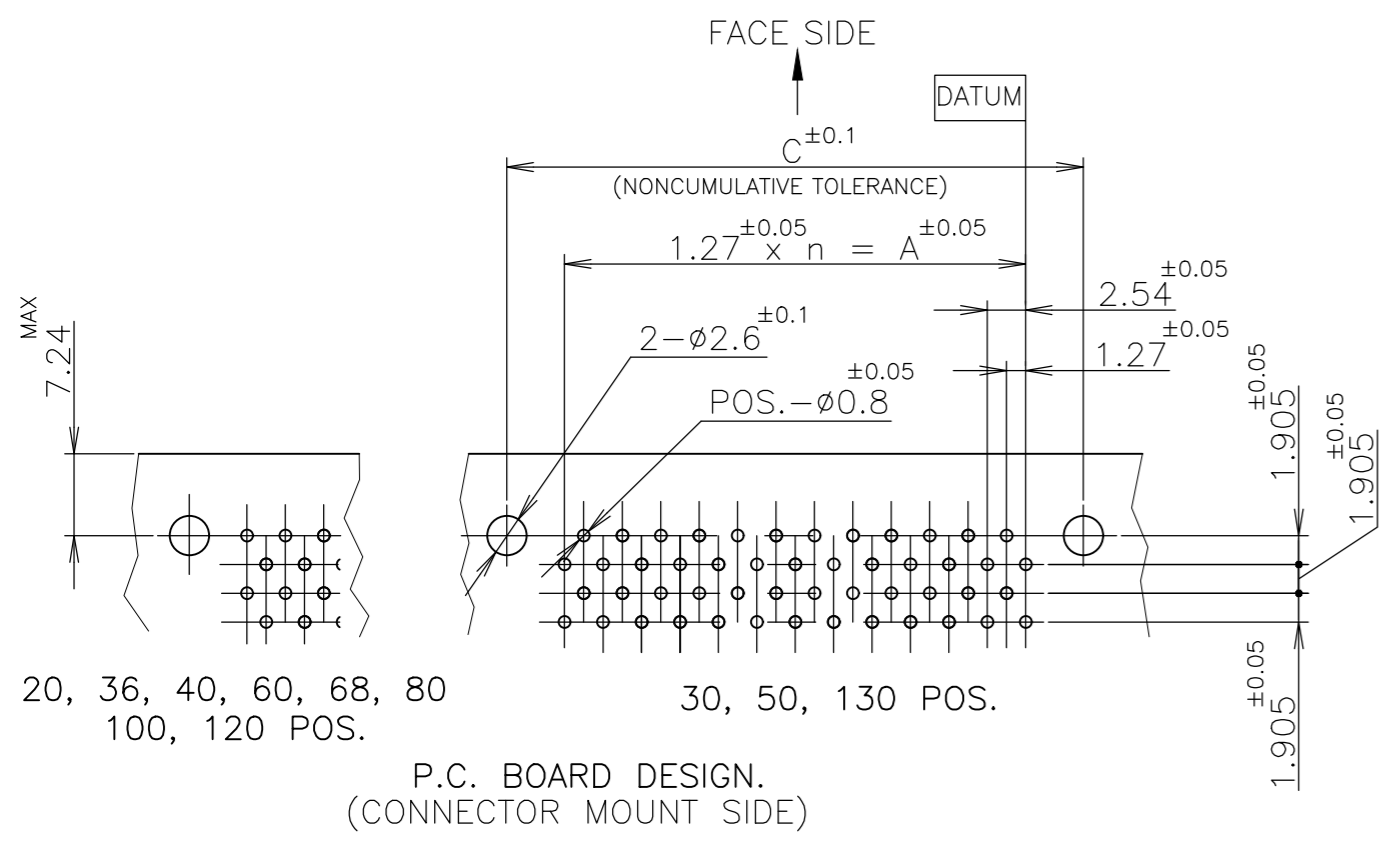 FACE SIDE
DATUM
C±0.1
(NONCUMULATIVE TOLERANCE)
1.27±0.05 x n = A±0.05
2.54±0.05
1.27±0.05
2-ø2.6±0.1
POS.-ø0.8±0.05
7.24 MAX
1.905±0.05
1.905±0.05
1.905±0.05
20, 36, 40, 60, 68, 80
100, 120 POS.
30, 50, 130 POS.
P.C. BOARD DESIGN.
(CONNECTOR MOUNT SIDE)